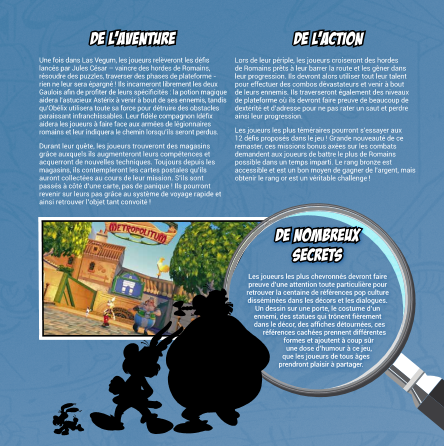 DE L'AVENTURE
Une fois dans Las Vegum, les joueurs relèveront les défis
lancés par Jules César – vaincre des hordes de Romains,
résoudre des puzzles, traverser des phases de plateforme -
rien ne leur sera épargné ! Ils incarneront librement les deux
Gaulois afin de profiter de leurs spécificités : la potion magique
aidera l'astucieux Astérix à venir à bout de ses ennemis, tandis
qu'Obélix utilisera toute sa force pour détruire des obstacles
paraissant infranchissables. Leur fidèle compagnon Idéfix
aidera les joueurs à faire face aux armées de légionnaires
romains et leur indiquera le chemin lorsqu'ils seront perdus.
Durant leur quête, les joueurs trouveront des magasins
grâce auxquels ils augmenteront leurs compétences et
acquerront de nouvelles techniques. Toujours depuis les
magasins, ils contempleront les cartes postales qu'ils
auront collectées au cours de leur mission. S'ils sont
passés à côté d'une carte, pas de panique ! Ils pourront
revenir sur leurs pas grâce au système de voyage rapide et
ainsi retrouver l'objet tant convoité !
DE L'ACTION
Lors de leur périple, les joueurs croiseront des hordes
de Romains prêts à leur barrer la route et les gêner dans
leur progression. Ils devront alors utiliser tout leur talent
pour effectuer des combos dévastateurs et venir à bout
de leurs ennemis. Ils traverseront également des niveaux
de plateforme où ils devront faire preuve de beaucoup de
dextérité et d'adresse pour ne pas rater un saut et perdre
ainsi leur progression.
Les joueurs les plus téméraires pourront s'essayer aux
12 défis proposés dans le jeu ! Grande nouveauté de ce
remaster, ces missions bonus axées sur les combats
demandent aux joueurs de battre le plus de Romains
possible dans un temps imparti. Le rang bronze est
accessible et est un bon moyen de gagner de l'argent, mais
obtenir le rang or est un véritable challenge !
METROPOLITUM
DE NOMBREUX
SECRETS
Les joueurs les plus chevronnés devront faire
preuve d'une attention toute particulière pour
retrouver la centaine de références pop culture
disséminées dans les décors et les dialogues.
Un dessin sur une porte, le costume d'un
ennemi, des statues qui trônent fièrement
dans le décor, des affiches détournées, ces
références cachées prennent différentes
formes et ajoutent à coup sûr
une dose d'humour à ce jeu,
que les joueurs de tous âges
prendront plaisir à partager.